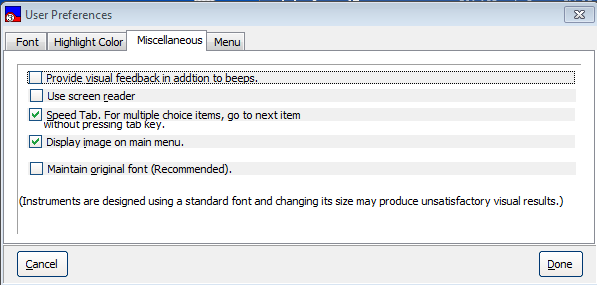 User Preferences
Font Highlight Color Miscellaneous Menu
Provide visual feedback in addtion to beeps.
Use screen reader
Speed Tab. For multiple choice items, go to next item
without pressing tab key.
Display image on main menu.
Maintain original font (Recommended).
(Instruments are designed using a standard font and changing its size may produce unsatisfactory visual results.)
Cancel Done